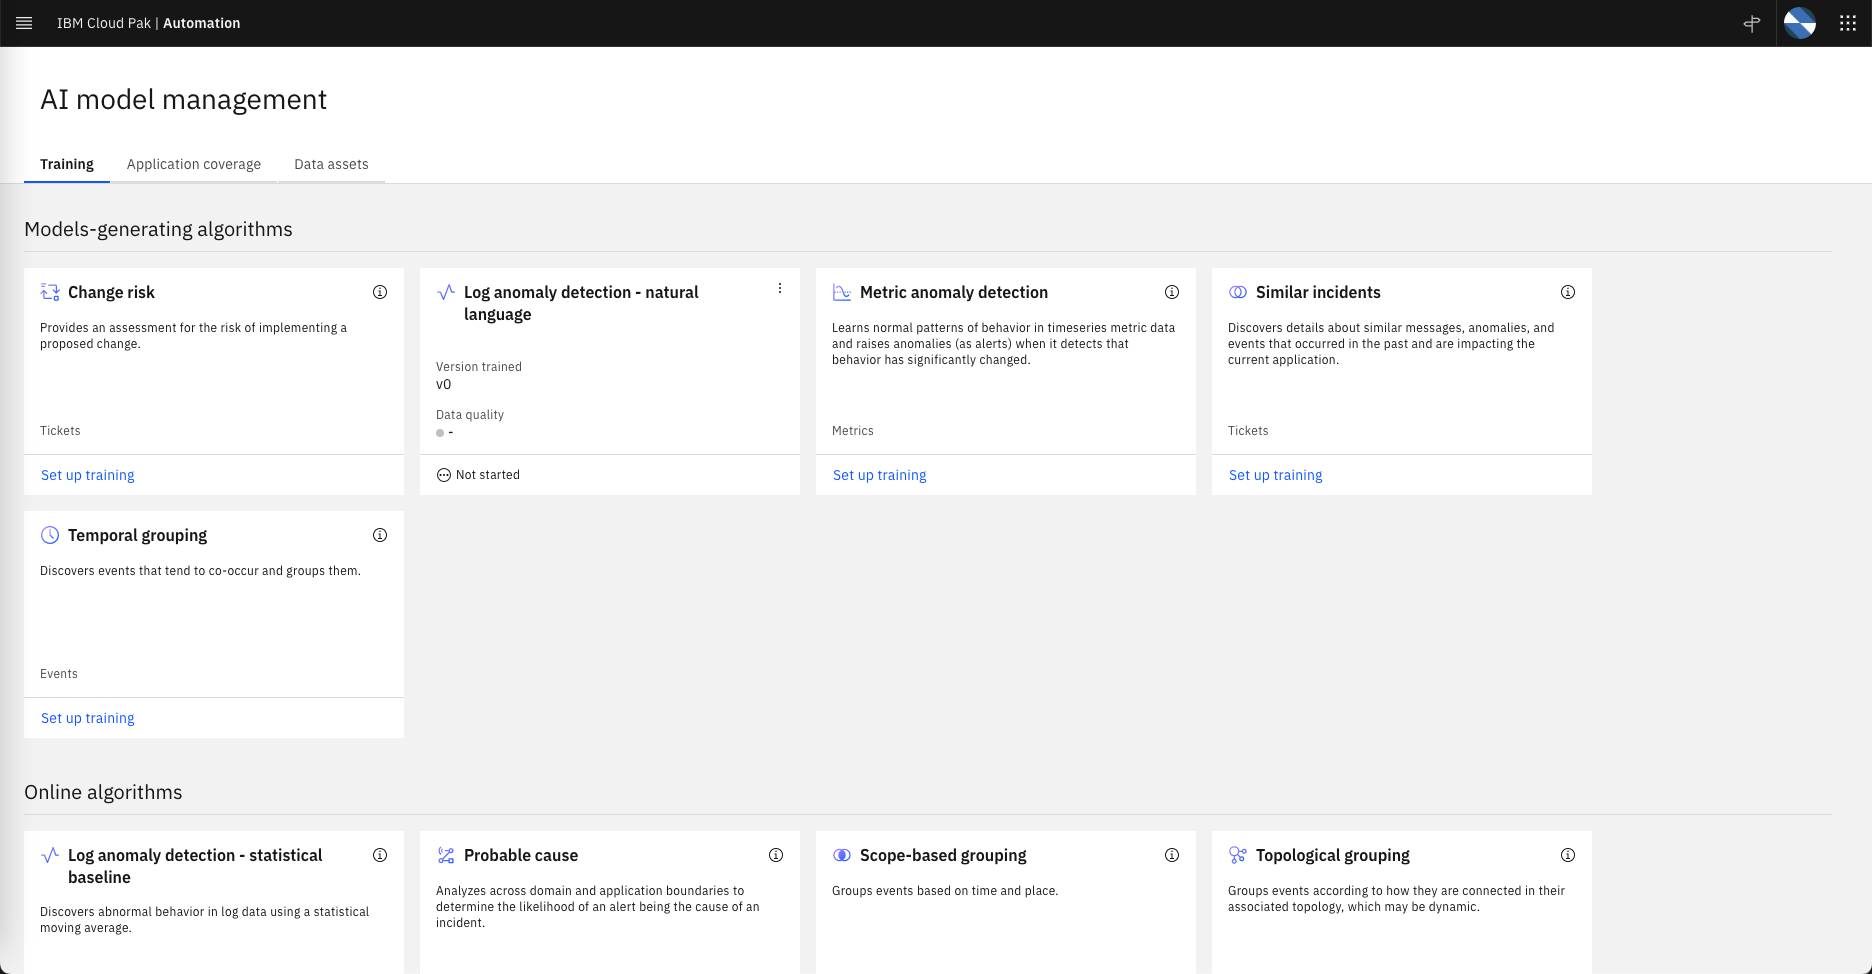 IBM Cloud Pak | Automation
AI model management
Training
Application coverage
Data assets
Models-generating algorithms
Change risk
Provides an assessment for the risk of implementing a
proposed change.
Tickets
Set up training
Log anomaly detection - natural
language
Version trained
v0
Data quality
-
Not started
Metric anomaly detection
Learns normal patterns of behavior in timeseries metric data
and raises anomalies (as alerts) when it detects that
behavior has significantly changed.
Metrics
Set up training
Similar incidents
Discovers details about similar messages, anomalies, and
events that occurred in the past and are impacting the
current application.
Tickets
Set up training
Temporal grouping
Discovers events that tend to co-occur and groups them.
Events
Set up training
Online algorithms
Log anomaly detection - statistical
baseline
Discovers abnormal behavior in log data using a statistical
moving average.
Probable cause
Analyzes across domain and application boundaries to
determine the likelihood of an alert being the cause of an
incident.
Scope-based grouping
Groups events based on time and place.
Topological grouping
Groups events according to how they are connected in their
associated topology, which may be dynamic.